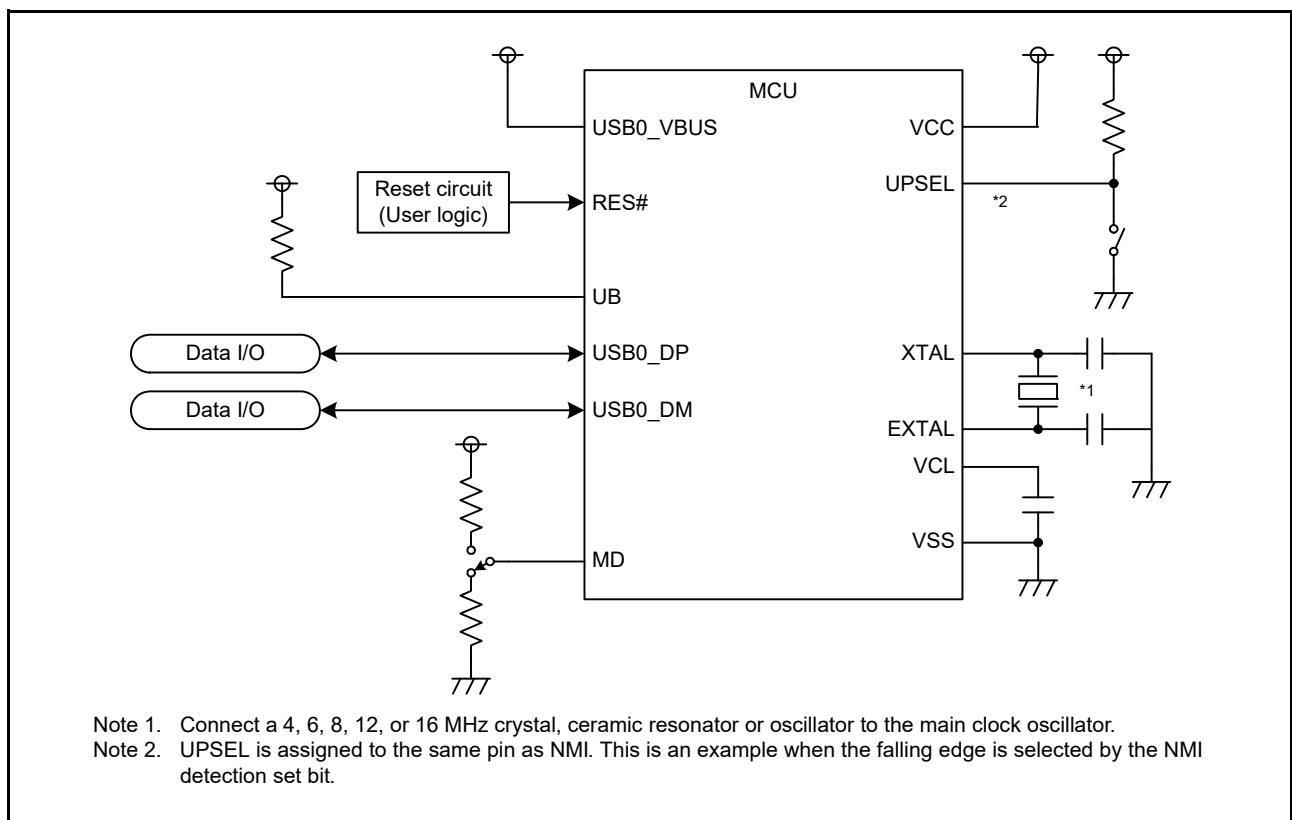 MCU
USB0_VBUS
VCC
Reset circuit
(User logic)
RES#
UPSEL
*2
UB
Data I/O
USB0_DP
XTAL
Data I/O
USB0_DM
*1
EXTAL
VCL
VSS
MD
Note 1. Connect a 4, 6, 8, 12, or 16 MHz crystal, ceramic resonator or oscillator to the main clock oscillator.
Note 2. UPSEL is assigned to the same pin as NMI. This is an example when the falling edge is selected by the NMI
detection set bit.